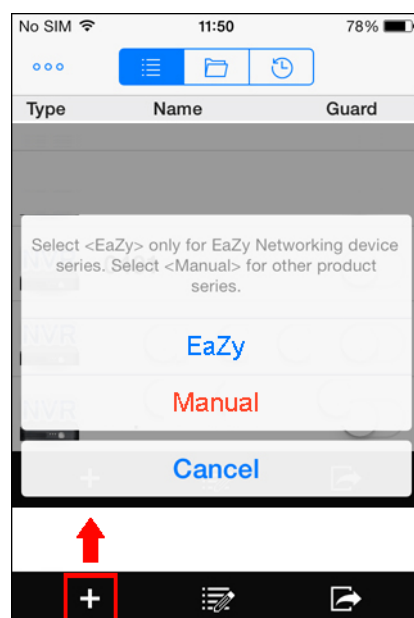 No SIM 11:50 78%
Type Name Guard
Select <EaZy> only for EaZy Networking device
series. Select <Manual> for other product
series.
NVR
EaZy
Manual
NVR
Cancel